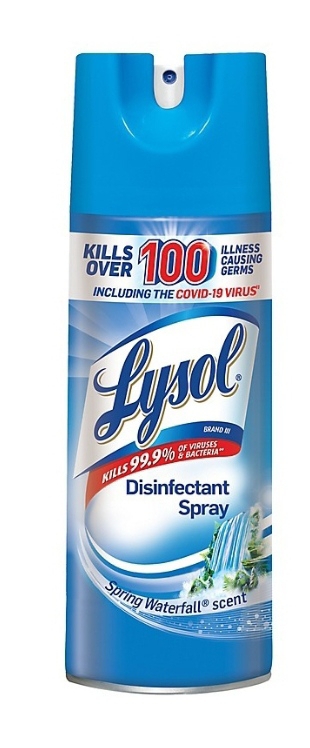 KILLS OVER 100 ILLNESS CAUSING GERMS
INCLUDING THE COVID-19 VIRUS
Lysol®
BRAND III
KILLS 99.9% OF VIRUSES & BACTERIA
Disinfectant
Spray
Spring Waterfall® scent